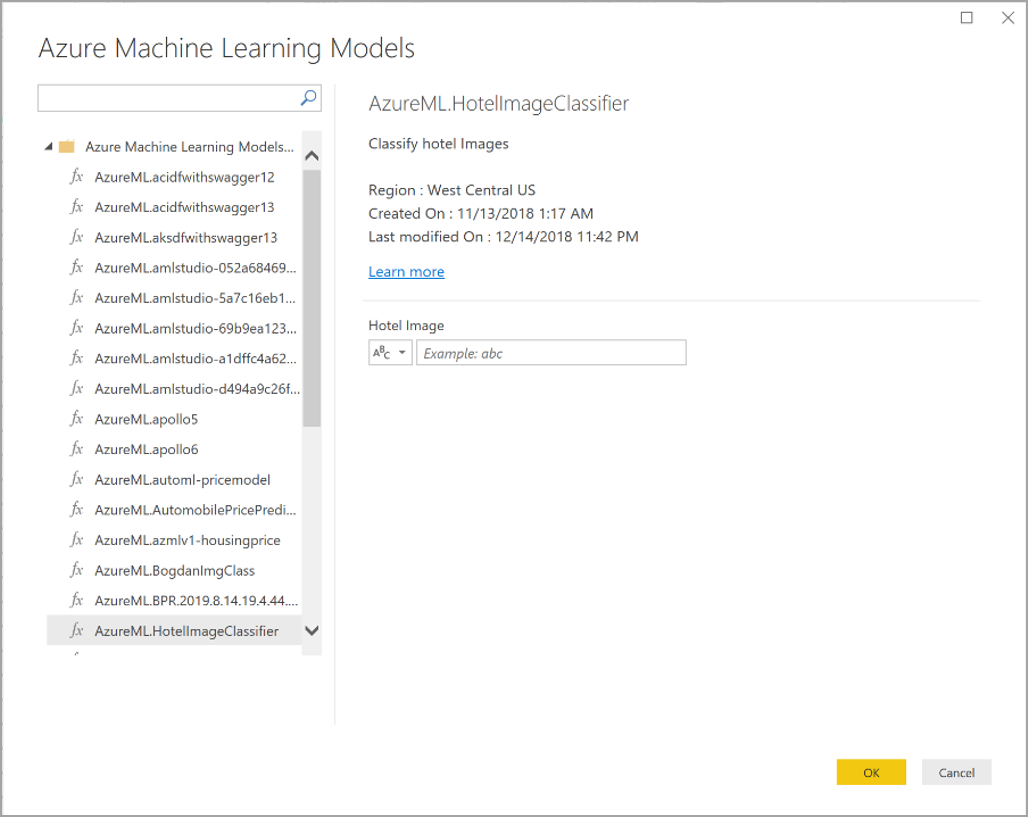 Azure Machine Learning Models
Azure Machine Learning Models...
fx AzureML.acidfwithswagger12
fx AzureML.acidfwithswagger13
fx AzureML.aksdfwithswagger13
fx AzureML.amlstudio-052a68469...
fx AzureML.amlstudio-5a7c16eb1...
fx AzureML.amlstudio-69b9ea123...
fx AzureML.amlstudio-a1dffc4a62...
fx AzureML.amlstudio-d494a9c26f...
fx AzureML.apollo5
fx AzureML.apollo6
fx AzureML.automl-pricemodel
fx AzureML.AutomobilePricePredi...
fx AzureML.azmlv1-housingprice
fx AzureML.BogdanImgClass
fx AzureML.BPR.2019.8.14.19.4.44....
fx AzureML.HotelImageClassifier
AzureML.HotelImageClassifier
Classify hotel Images
Region : West Central US
Created On : 11/13/2018 1:17 AM
Last modified On : 12/14/2018 11:42 PM
Learn more
Hotel Image
ABC Example: abc
OK Cancel